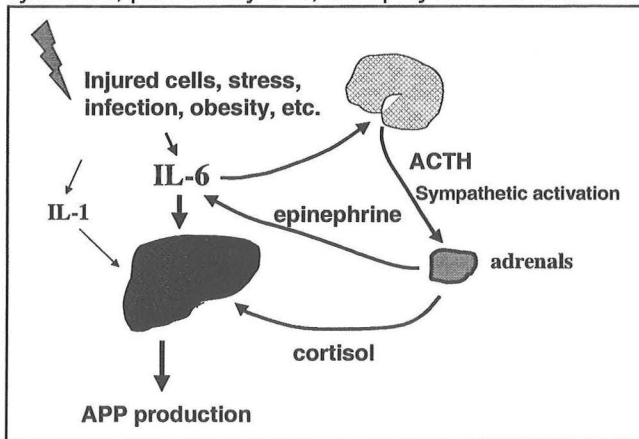 Injured cells, stress,
infection, obesity, etc.
IL-6
ACTH
Sympathetic activation
IL-1
epinephrine
adrenals
cortisol
APP production